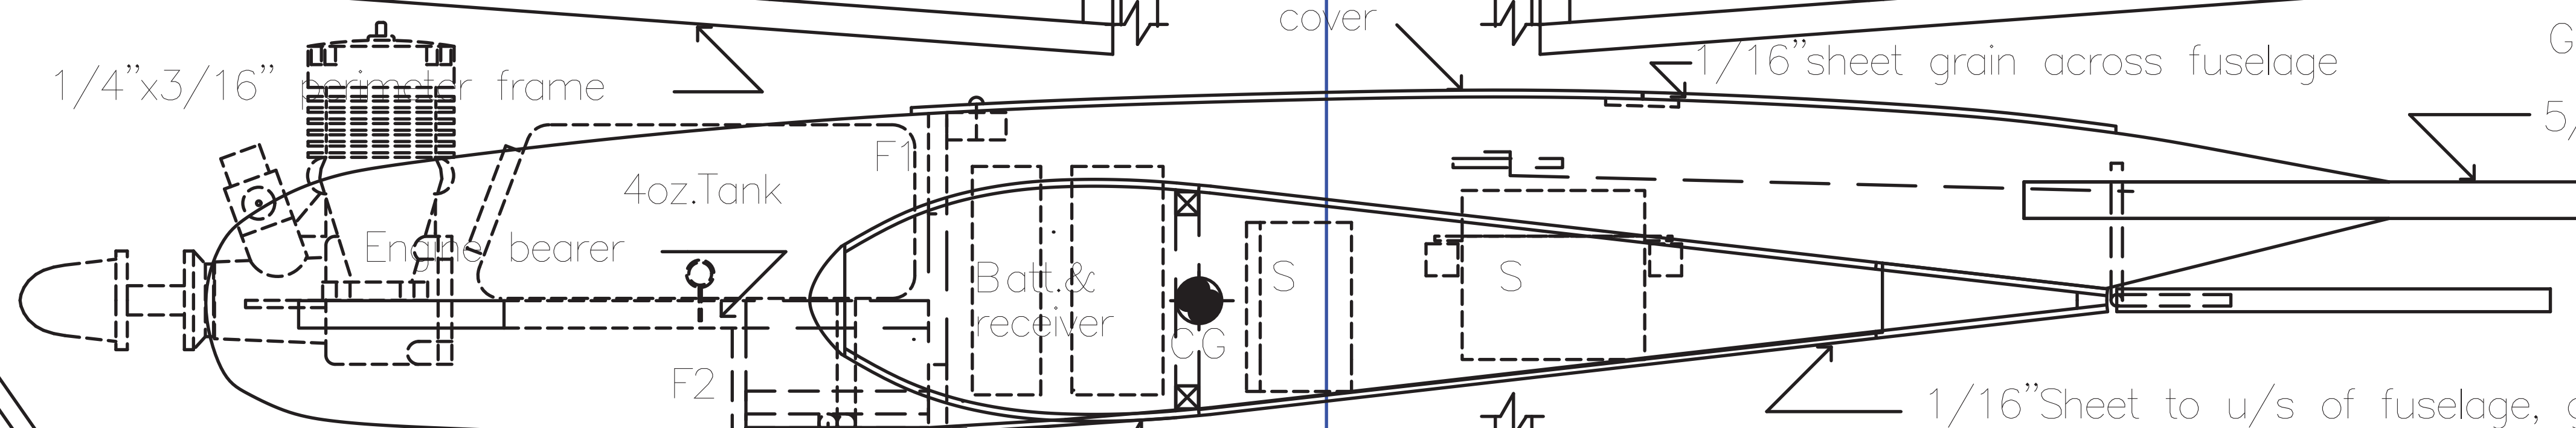 cover
G
1/4"x3/16" perimeter frame
1/16"sheet grain across fuselage
5/
F1
4oz.Tank
Engine bearer
Batt.&
receiver
S
S
CG
F2
1/16"Sheet to u/s of fuselage,